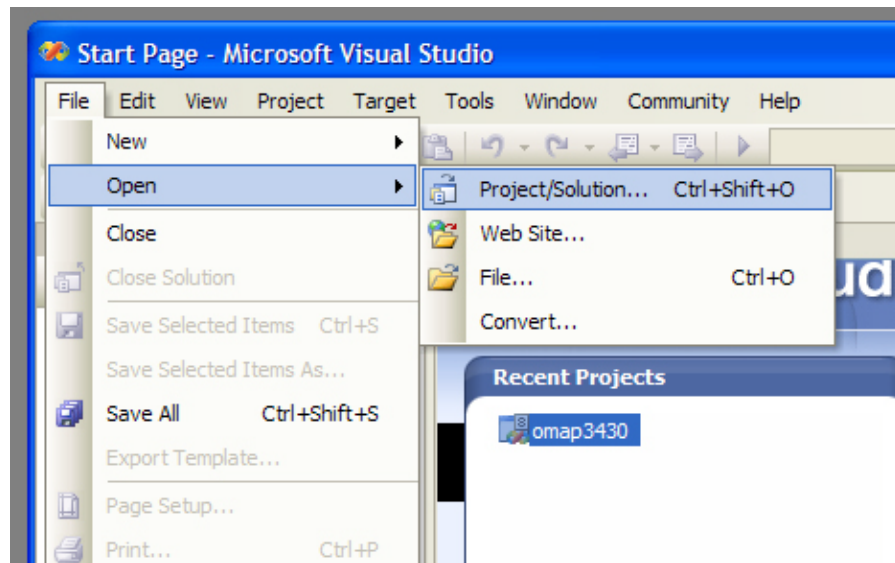 Start Page - Microsoft Visual Studio
File Edit View Project Target Tools Window Community Help
New
Open
Close
Close Solution
Save Selected Items Ctrl+S
Save Selected Items As...
Save All Ctrl+Shift+S
Export Template...
Page Setup...
Print... Ctrl+P
Project/Solution... Ctrl+Shift+O
Web Site...
File... Ctrl+O
Convert...
ud
Recent Projects
omap3430